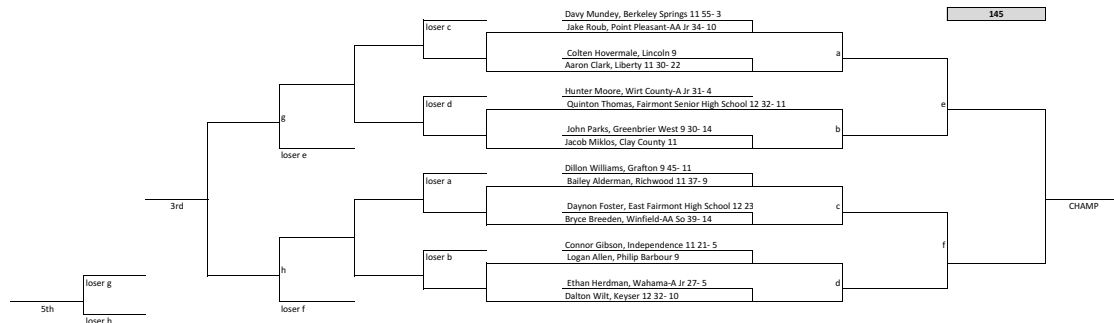 Davy Mundey, Berkeley Springs 11 55- 3
145
loser c
Jake Roub, Point Pleasant-AA Jr 34- 10
Colten Hovermale, Lincoln 9
a
Aaron Clark, Liberty 11 30- 22
Hunter Moore, Wirt County-A Jr 31- 4
loser d
Quinton Thomas, Fairmont Senior High School 12 32- 11
e
g
John Parks, Greenbrier West 9 30- 14
b
Jacob Miklos, Clay County 11
loser e
Dillon Williams, Grafton 9 45- 11
loser a
Bailey Alderman, Richwood 11 37- 9
3rd
Daynon Foster, East Fairmont High School 12 23
c
CHAMP
Bryce Breeden, Winfield-AA So 39- 14
Connor Gibson, Independence 11 21- 5
f
loser b
Logan Allen, Philip Barbour 9
h
loser g
Ethan Herdman, Wahama-A Jr 27- 5
d
Dalton Wilt, Keyser 12 32- 10
5th
loser f
loser h